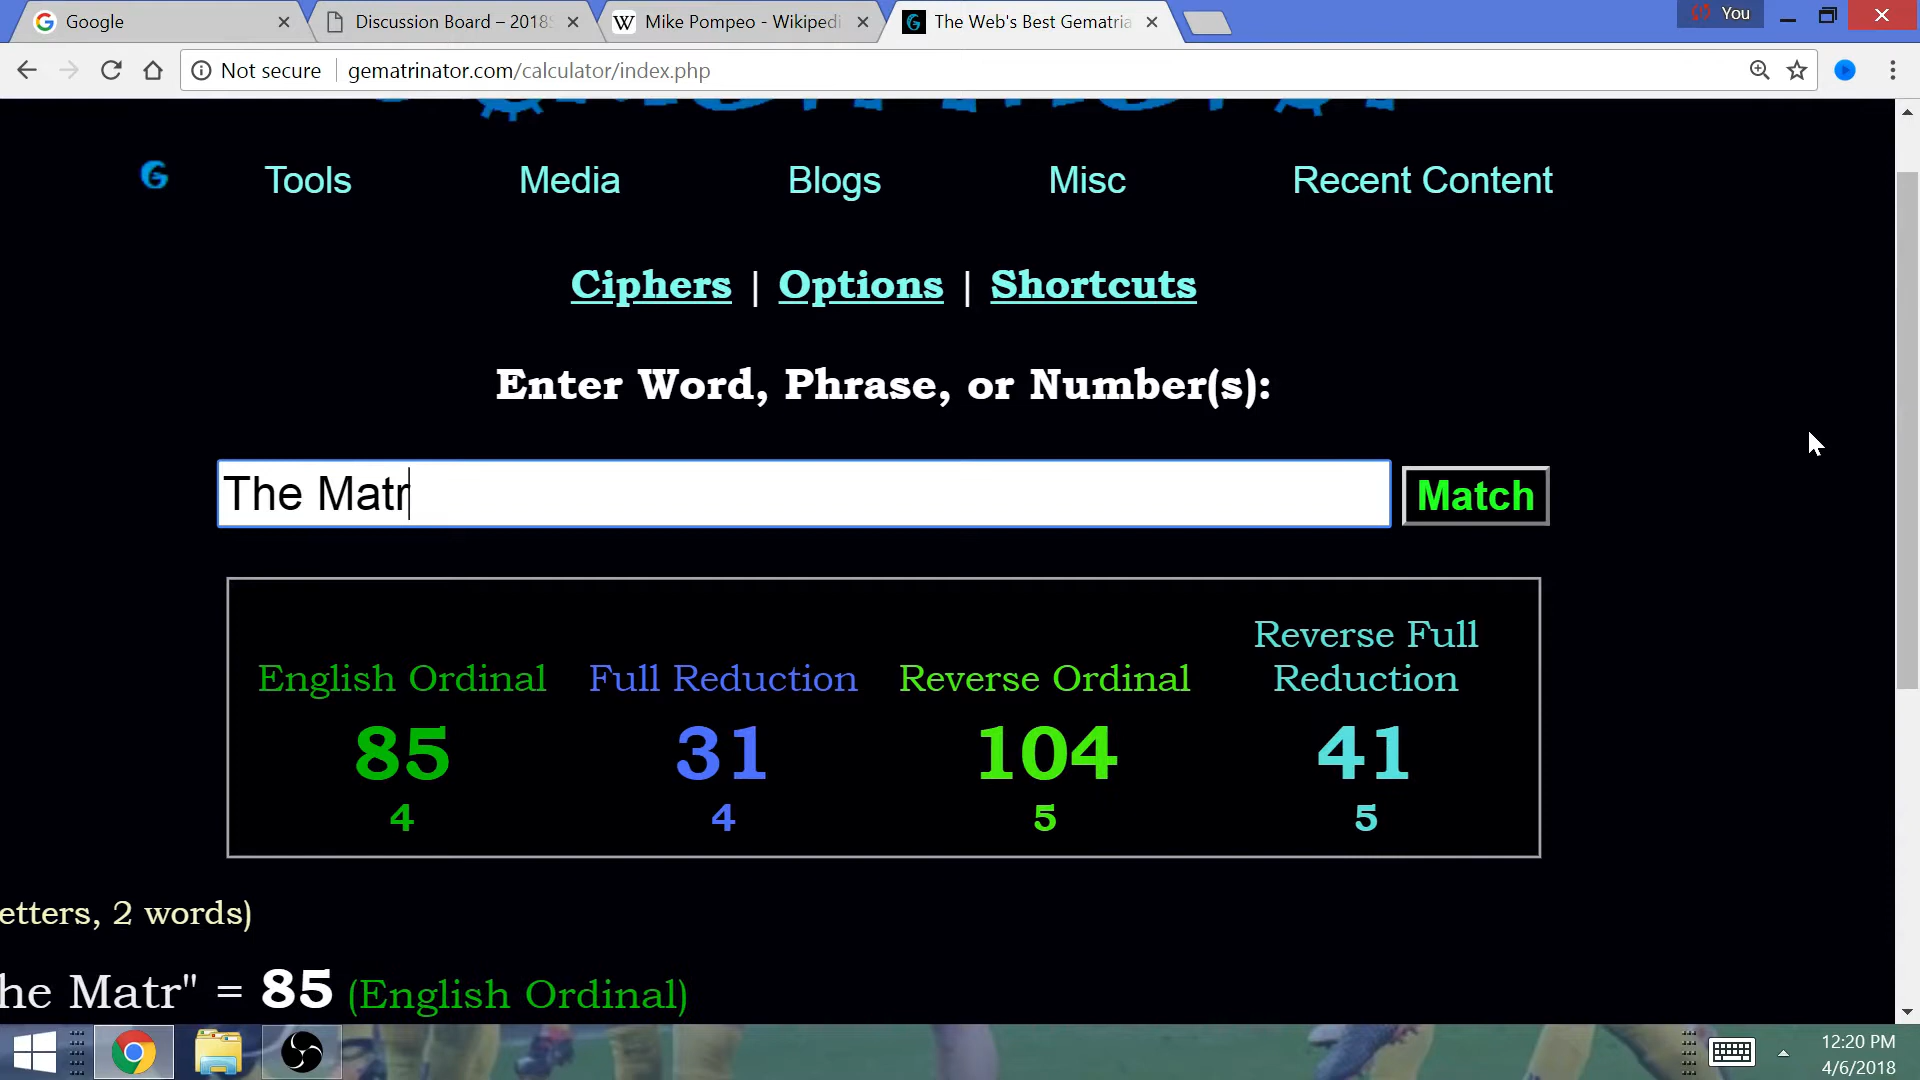 Google
Discussion Board – 2018
Mike Pompeo - Wikipedi
The Web's Best Gematria
You
Not secure
gematrinator.com/calculator/index.php
Tools
Media
Blogs
Misc
Recent Content
Ciphers | Options | Shortcuts
Enter Word, Phrase, or Number(s):
The Matr
Match
English Ordinal
Full Reduction
Reverse Ordinal
Reverse Full
Reduction
85
31
104
41
4
4
5
5
etters, 2 words)
he Matr" = 85 (English Ordinal)
12:20 PM
4/6/2018